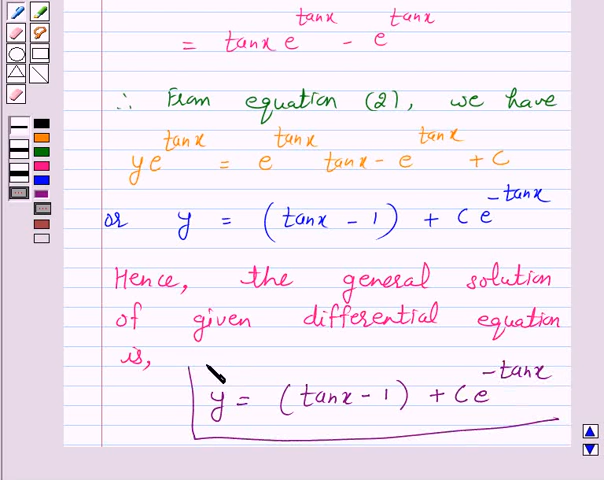 = tanx e^tanx - e^tanx
∴ From equation (2), we have
ye^tanx = e^tanx tanx - e^tanx + C
or y = (tanx - 1) + Ce^-tanx
Hence, the general solution
of given differential equation
is,
y = (tanx - 1) + Ce^-tanx